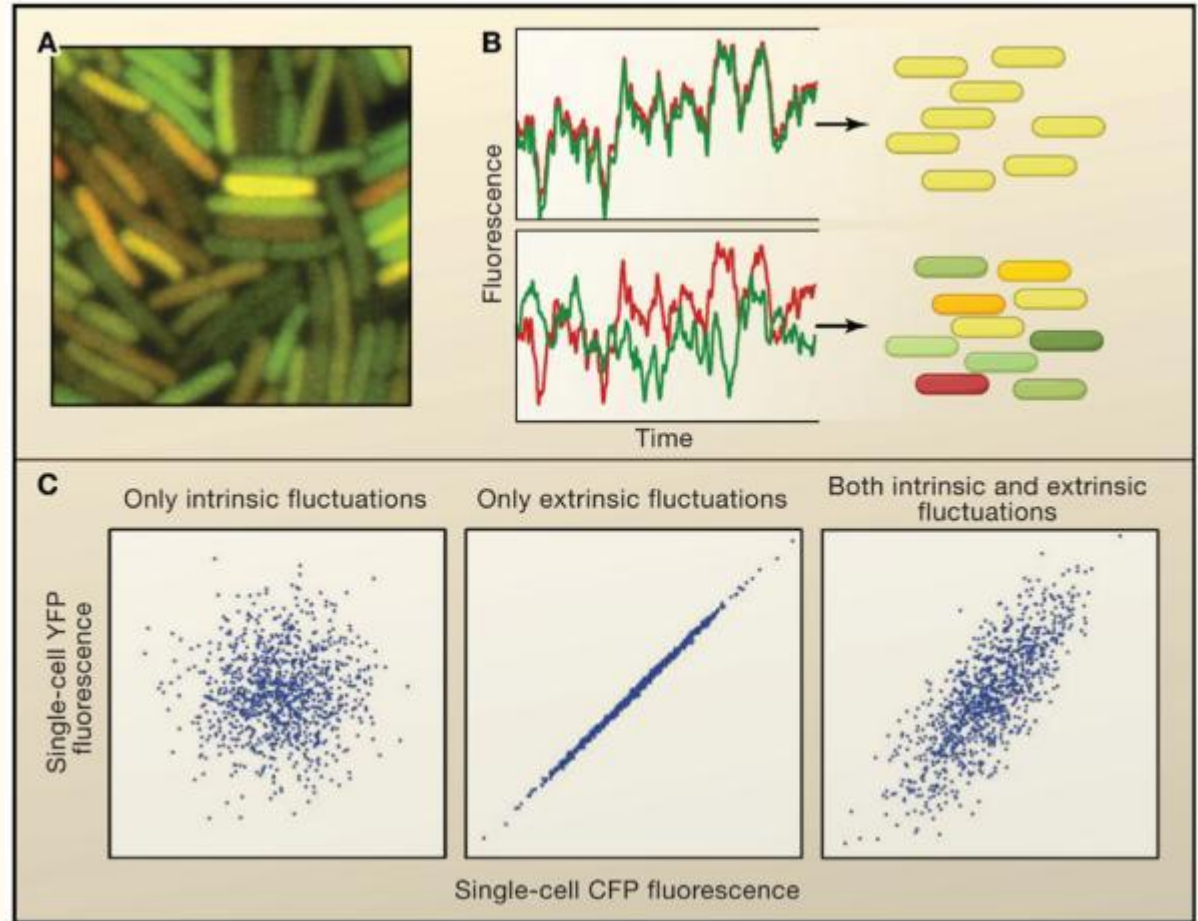 A
B
Fluorescence
Time
C
Only intrinsic fluctuations
Only extrinsic fluctuations
Both intrinsic and extrinsic
fluctuations
Single-cell YFP
fluorescence
Single-cell CFP fluorescence